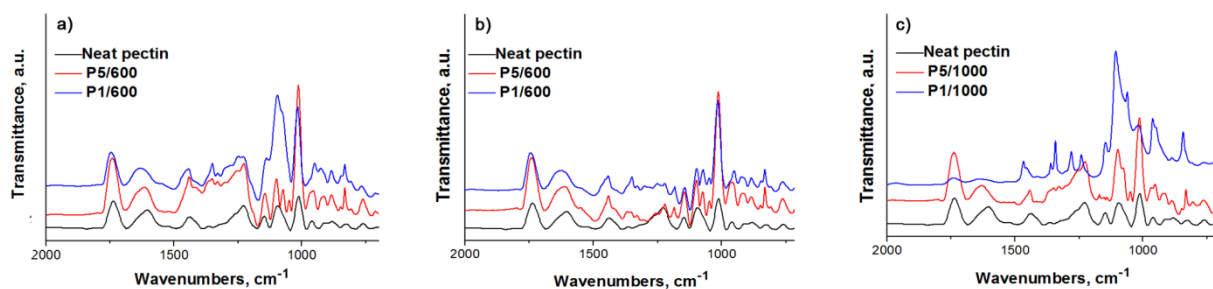 a)
Neat pectin
P5/600
P1/600
Transmittance, a.u.
2000 1500 1000
Wavenumbers, cm-1
b)
Neat pectin
P5/600
P1/600
Transmittance, a.u.
2000 1500 1000
Wavenumbers, cm-1
c)
Neat pectin
P5/1000
P1/1000
Transmittance, a.u.
2000 1500 1000
Wavenumbers, cm-1